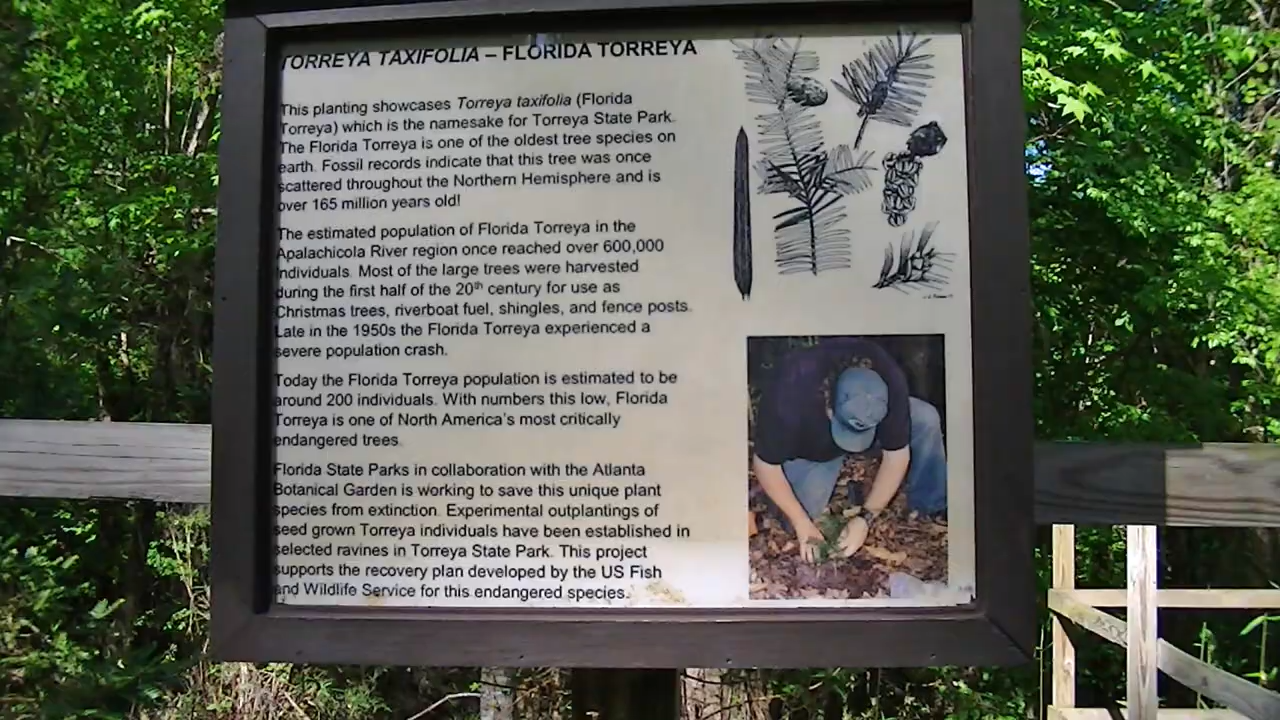 TORREYA TAXIFOLIA – FLORIDA TORREYA
This planting showcases Torreya taxifolia (Florida
Torreya) which is the namesake for Torreya State Park.
The Florida Torreya is one of the oldest tree species on
earth. Fossil records indicate that this tree was once
scattered throughout the Northern Hemisphere and is
over 165 million years old!
The estimated population of Florida Torreya in the
Apalachicola River region once reached over 600,000
individuals. Most of the large trees were harvested
during the first half of the 20th century for use as
Christmas trees, riverboat fuel, shingles, and fence posts.
Late in the 1950s the Florida Torreya experienced a
severe population crash.
Today the Florida Torreya population is estimated to be
around 200 individuals. With numbers this low, Florida
Torreya is one of North America's most critically
endangered trees.
Florida State Parks in collaboration with the Atlanta
Botanical Garden is working to save this unique plant
species from extinction. Experimental outplantings of
seed grown Torreya individuals have been established in
selected ravines in Torreya State Park. This project
supports the recovery plan developed by the US Fish
and Wildlife Service for this endangered species.